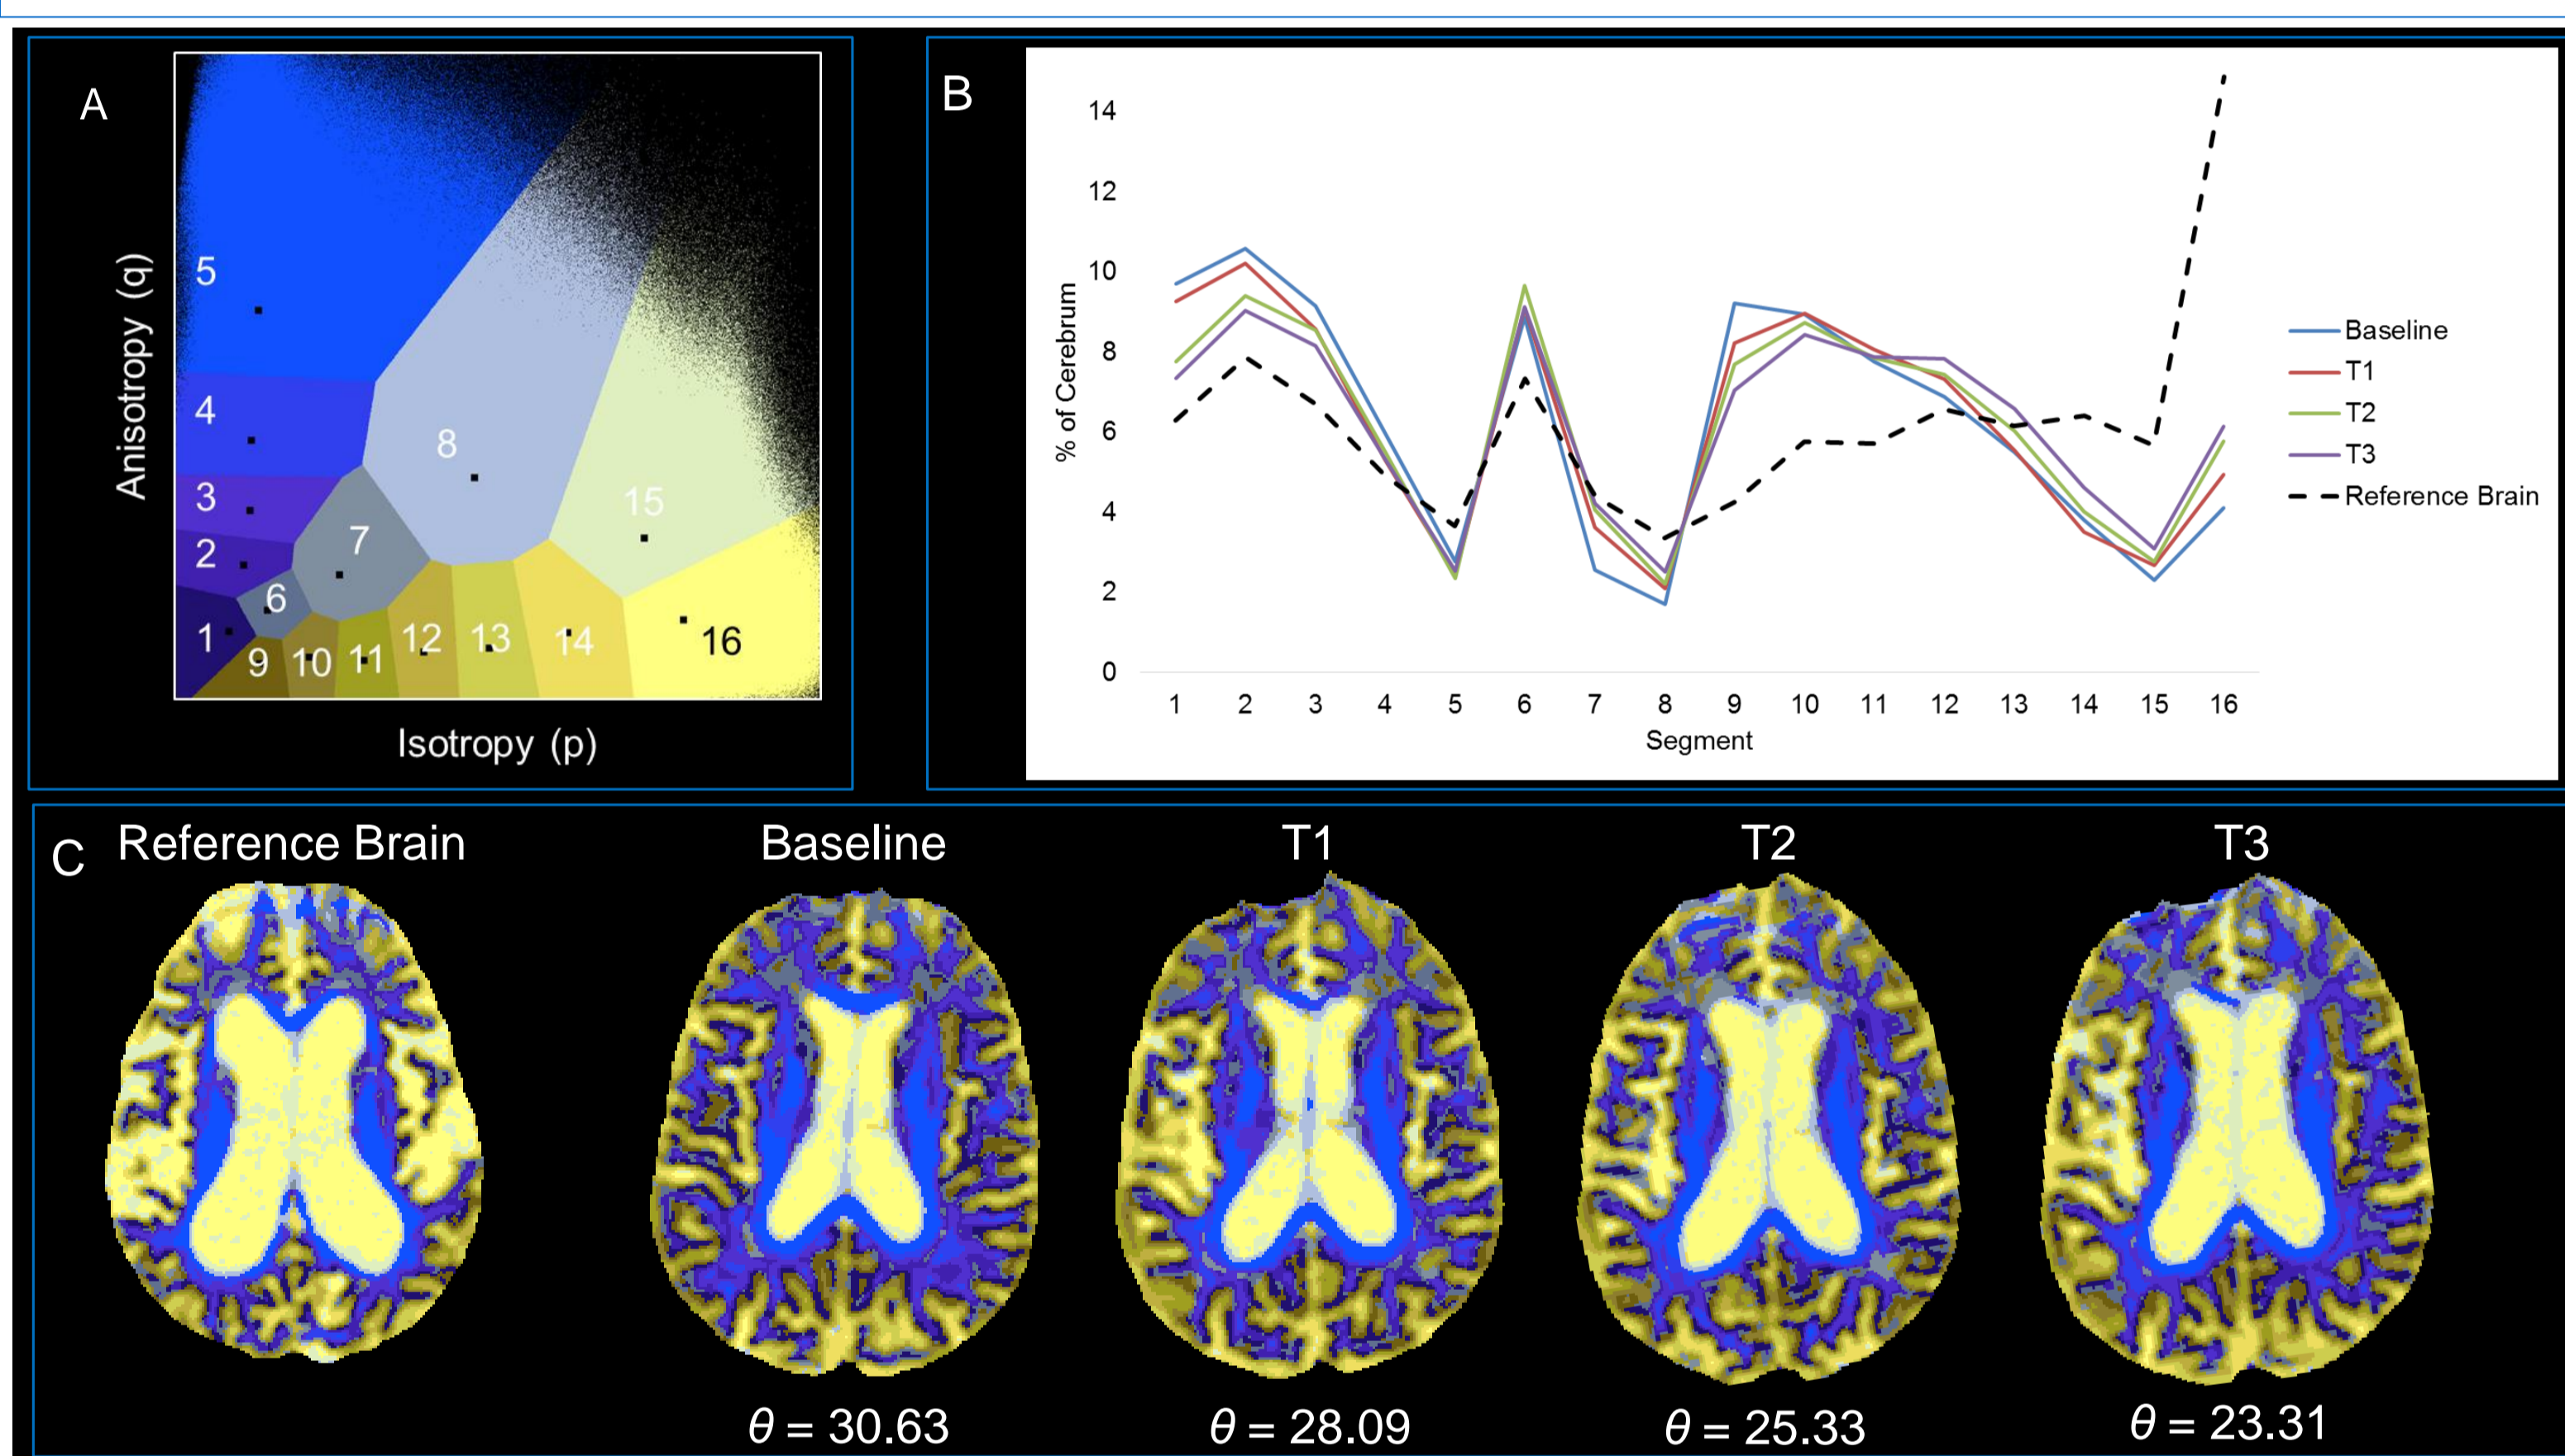 A
Anisotropy (q)
5
4
3
2
1
6
7
8
15
9
10
11
12
13
14
16
Isotropy (p)
B
% of Cerebrum
14
12
10
8
6
4
2
0
1 2 3 4 5 6 7 8 9 10 11 12 13 14 15 16
Segment
Baseline
T1
T2
T3
Reference Brain
C
Reference Brain
Baseline
T1
T2
T3
θ = 30.63
θ = 28.09
θ = 25.33
θ = 23.31